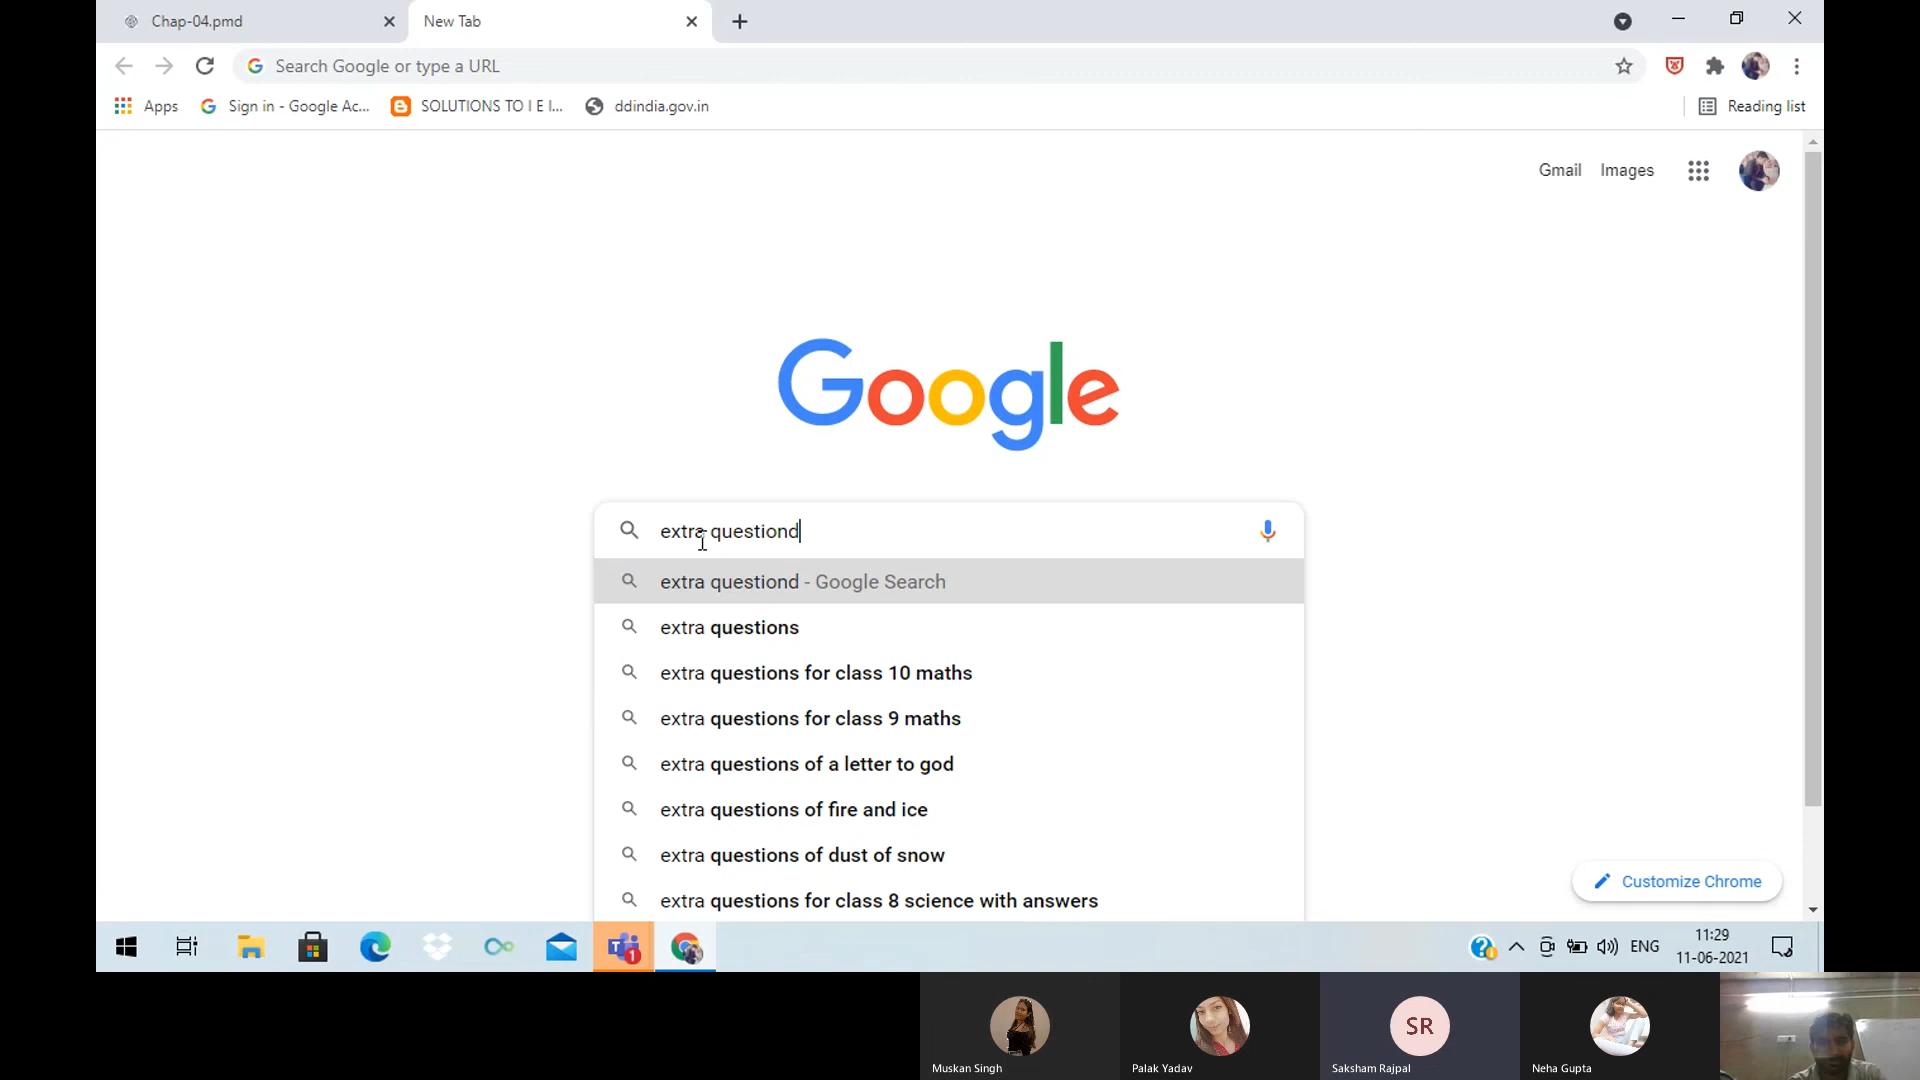 Chap-04.pmd
New Tab
Search Google or type a URL
Apps
Sign in - Google Ac...
SOLUTIONS TO I E I...
ddindia.gov.in
Reading list
Gmail
Images
Google
extra questiond
extra questiond - Google Search
extra questions
extra questions for class 10 maths
extra questions for class 9 maths
extra questions of a letter to god
extra questions of fire and ice
extra questions of dust of snow
extra questions for class 8 science with answers
Customize Chrome
1
ENG
11:29
11-06-2021
SR
Muskan Singh
Palak Yadav
Saksham Rajpal
Neha Gupta